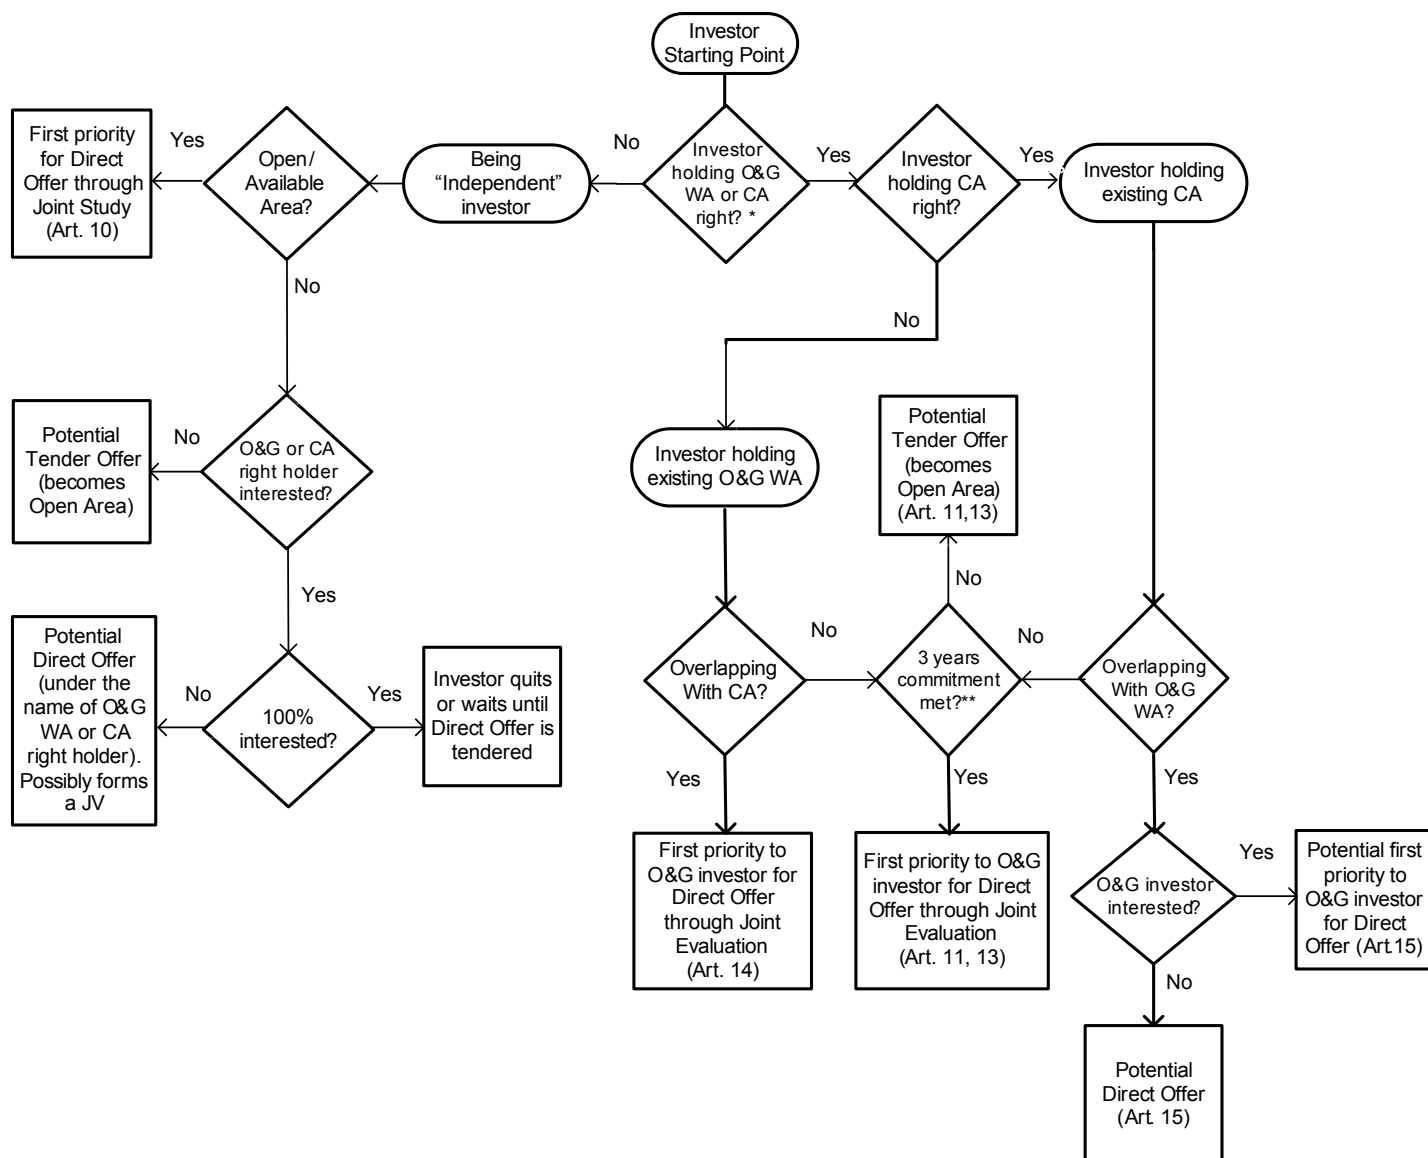 Investor
Starting Point
No
Investor
holding O&G
WA or CA
right? *
Yes
Investor
holding CA
right?
Yes
Investor holding
existing CA
Being
“Independent”
investor
Open/
Available
Area?
Yes
First priority
for Direct
Offer through
Joint Study
(Art. 10)
No
No
O&G or CA
right holder
interested?
No
Potential
Tender Offer
(becomes
Open Area)
Yes
100%
interested?
No
Potential
Direct Offer
(under the
name of O&G
WA or CA
right holder).
Possibly forms
a JV
Yes
Investor quits
or waits until
Direct Offer is
tendered
Investor holding
existing O&G WA
Potential
Tender Offer
(becomes
Open Area)
(Art. 11,13)
No
Overlapping
With CA?
No
3 years
commitment
met?**
No
Overlapping
With O&G
WA?
Yes
Yes
Yes
First priority to
O&G investor for
Direct Offer
through Joint
Evaluation
(Art. 14)
First priority to O&G
investor for Direct
Offer through Joint
Evaluation
(Art. 11, 13)
O&G investor
interested?
Yes
Potential first
priority to
O&G investor
for Direct
Offer (Art.15)
No
Potential
Direct Offer
(Art. 15)